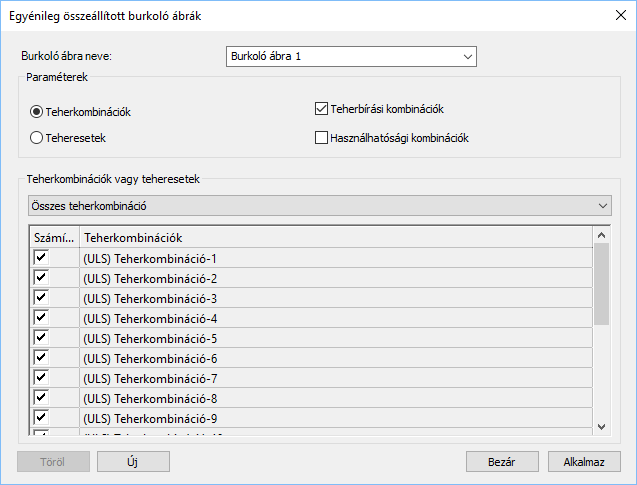 Egyénileg összeállított burkoló ábrák
Burkoló ábra neve:
Burkoló ábra 1
Paraméterek
Teherkombinációk
Teherbírási kombinációk
Teheresetek
Használhatósági kombinációk
Teherkombinációk vagy teheresetek
Összes teherkombináció
Számí... Teherkombinációk
(ULS) Teherkombináció-1
(ULS) Teherkombináció-2
(ULS) Teherkombináció-3
(ULS) Teherkombináció-4
(ULS) Teherkombináció-5
(ULS) Teherkombináció-6
(ULS) Teherkombináció-7
(ULS) Teherkombináció-8
(ULS) Teherkombináció-9
Töröl Új Bezár Alkalmaz